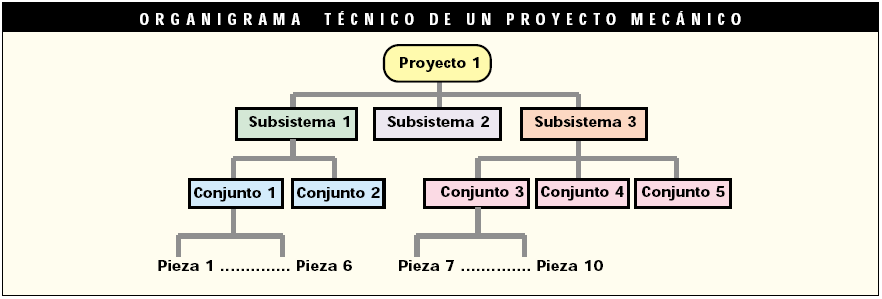 ORGANIGRAMA TÉCNICO DE UN PROYECTO MECÁNICO
Proyecto 1
Subsistema 1 Subsistema 2 Subsistema 3
Conjunto 1 Conjunto 2 Conjunto 3 Conjunto 4 Conjunto 5
Pieza 1 ............. Pieza 6 Pieza 7 ............. Pieza 10